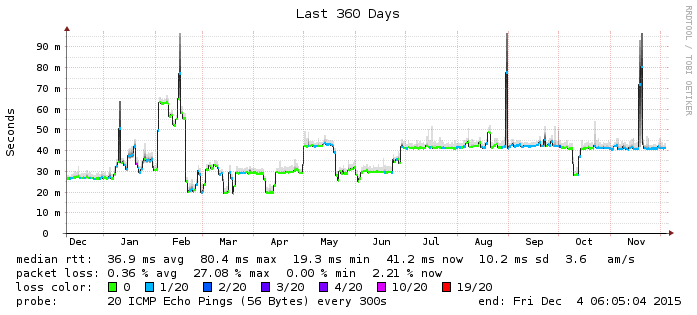 Last 360 Days
RRDTOOL / TOBI OETIKER
Seconds
90 m
80 m
70 m
60 m
50 m
40 m
30 m
20 m
10 m
0
Dec Jan Feb Mar Apr May Jun Jul Aug Sep Oct Nov
median rtt: 36.9 ms avg 80.4 ms max 19.3 ms min 41.2 ms now 10.2 ms sd 3.6 am/s
packet loss: 0.36 % avg 27.08 % max 0.00 % min 2.21 % now
loss color: 0 1/20 2/20 3/20 4/20 10/20 19/20
probe: 20 ICMP Echo Pings (56 Bytes) every 300s end: Fri Dec 4 06:05:04 2015